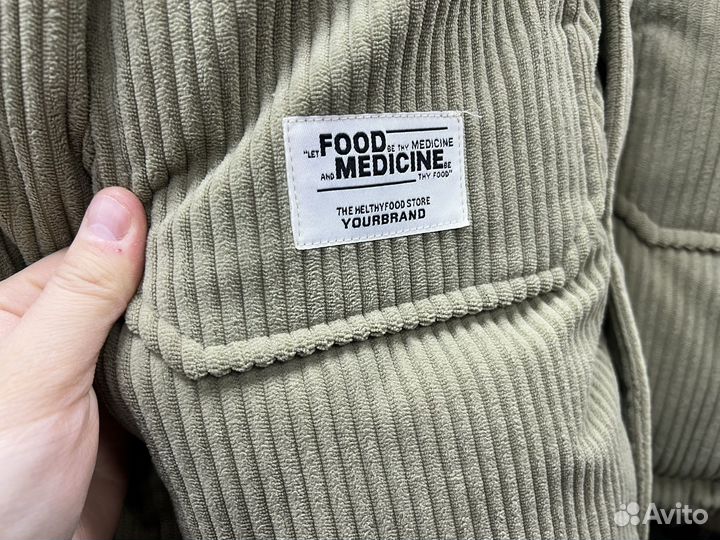 "LET FOOD BE THY MEDICINE
AND MEDICINE BE
THY FOOD"
THE HELTHYFOOD STORE
YOURBRAND
Avito